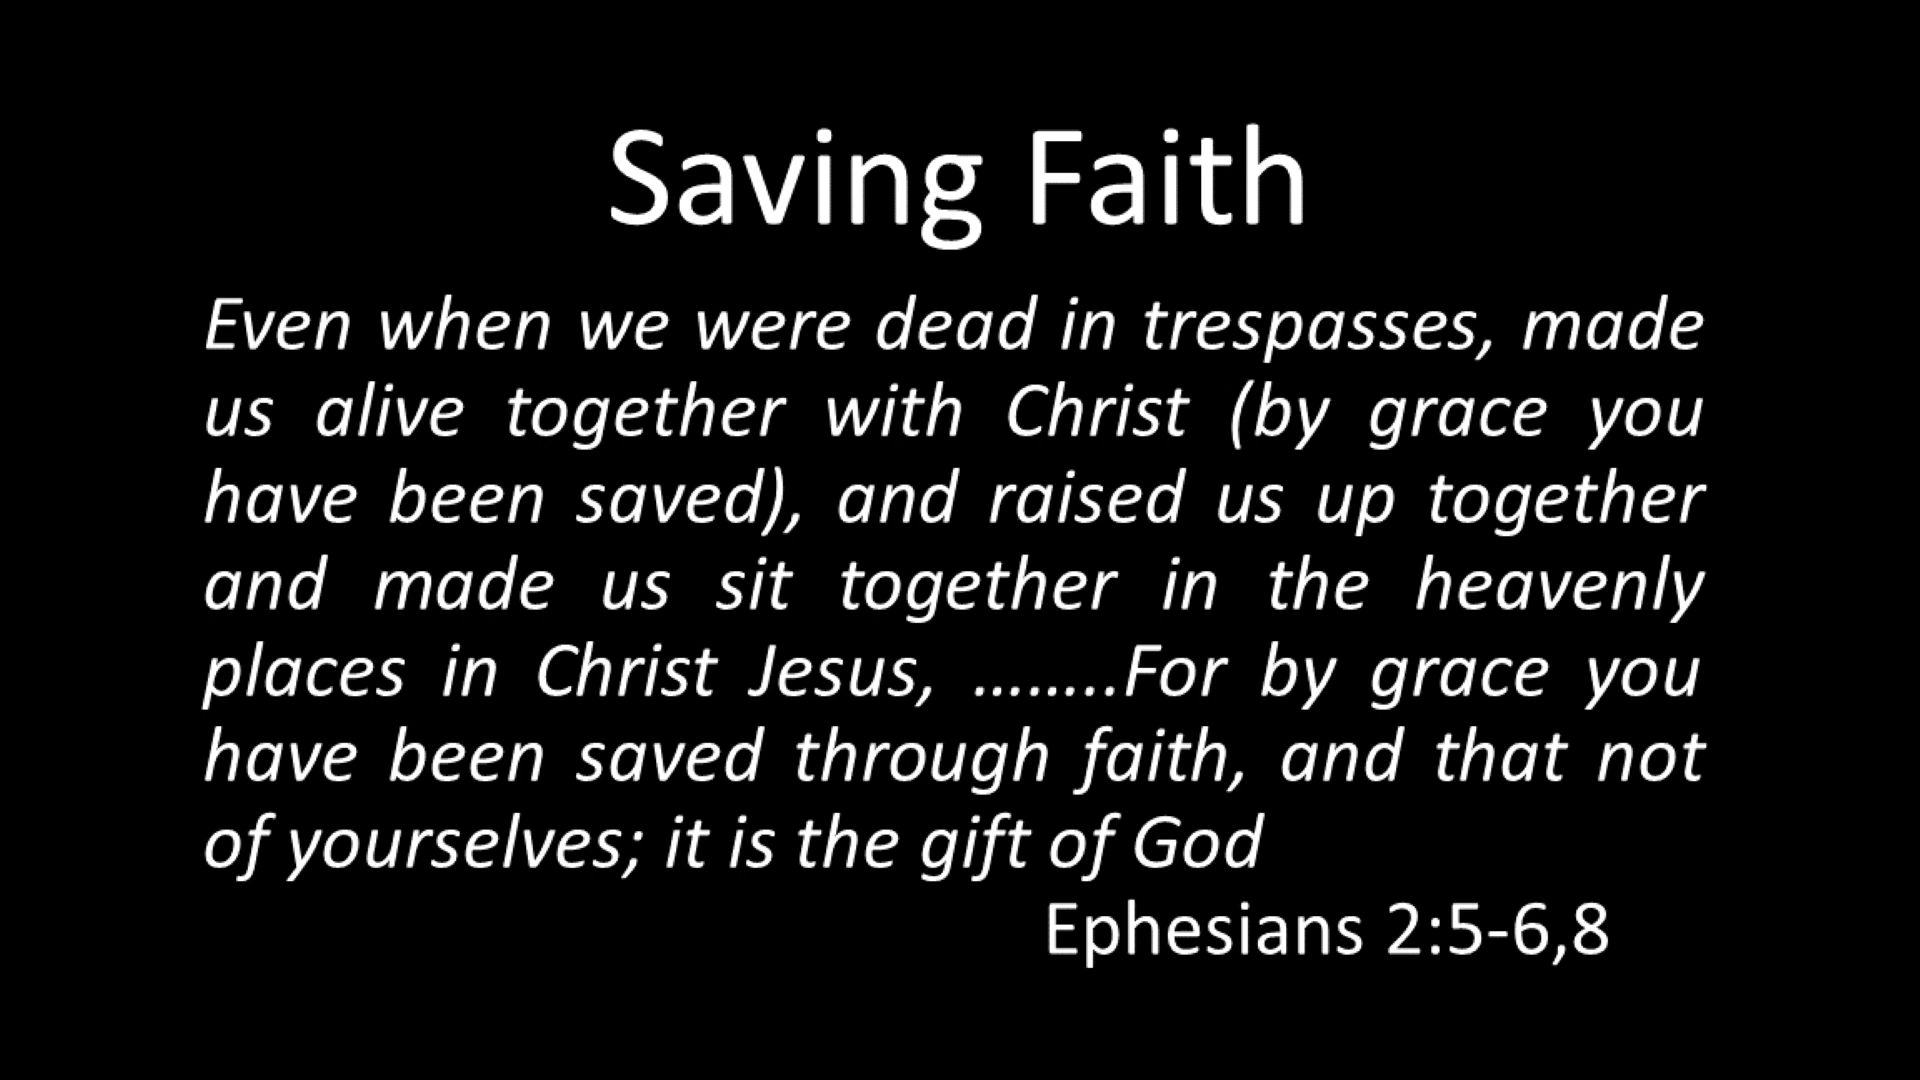 Saving Faith
Even when we were dead in trespasses, made
us alive together with Christ (by grace you
have been saved), and raised us up together
and made us sit together in the heavenly
places in Christ Jesus, ........For by grace you
have been saved through faith, and that not
of yourselves; it is the gift of God
Ephesians 2:5-6,8